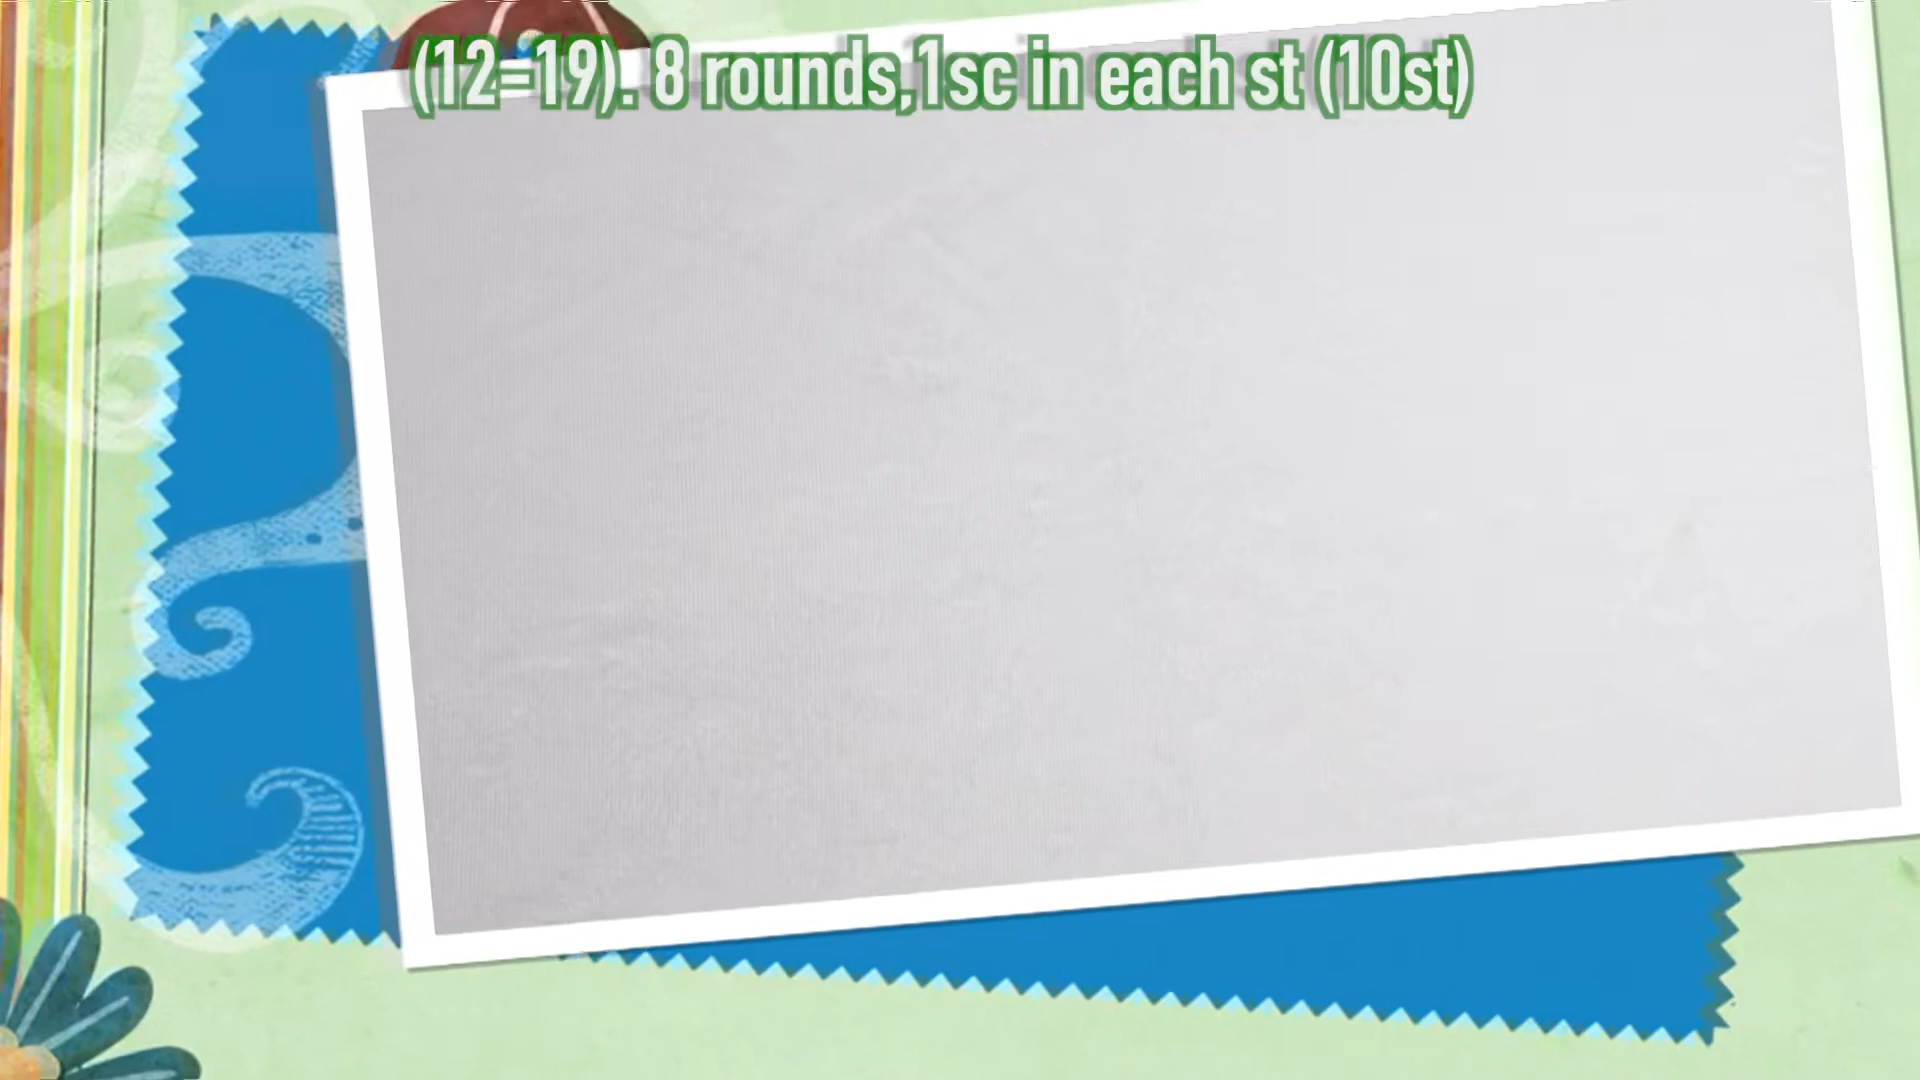 (12=19). 8 rounds,1sc in each st (10st)